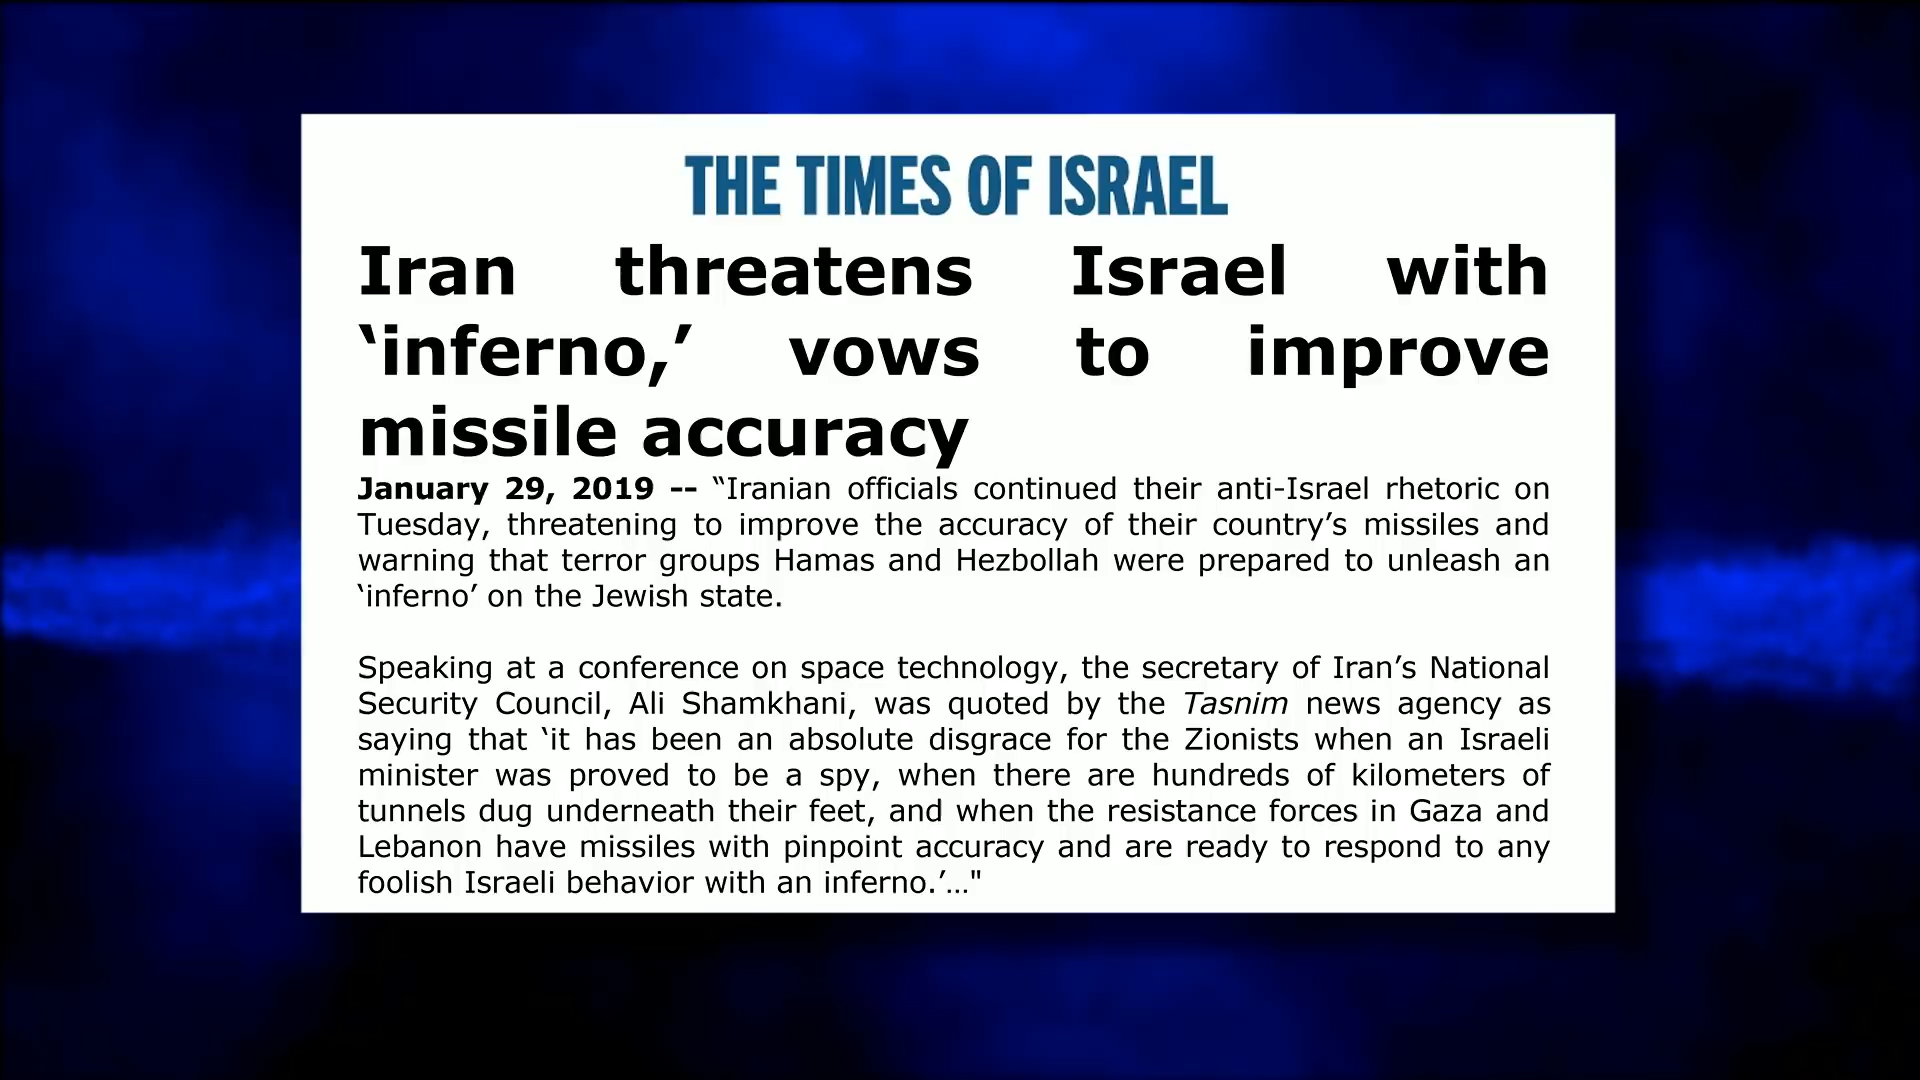 THE TIMES OF ISRAEL
Iran threatens Israel with
‘inferno,’ vows to improve
missile accuracy
January 29, 2019 -- “Iranian officials continued their anti-Israel rhetoric on
Tuesday, threatening to improve the accuracy of their country’s missiles and
warning that terror groups Hamas and Hezbollah were prepared to unleash an
‘inferno’ on the Jewish state.
Speaking at a conference on space technology, the secretary of Iran’s National
Security Council, Ali Shamkhani, was quoted by the Tasnim news agency as
saying that ‘it has been an absolute disgrace for the Zionists when an Israeli
minister was proved to be a spy, when there are hundreds of kilometers of
tunnels dug underneath their feet, and when the resistance forces in Gaza and
Lebanon have missiles with pinpoint accuracy and are ready to respond to any
foolish Israeli behavior with an inferno.’…"